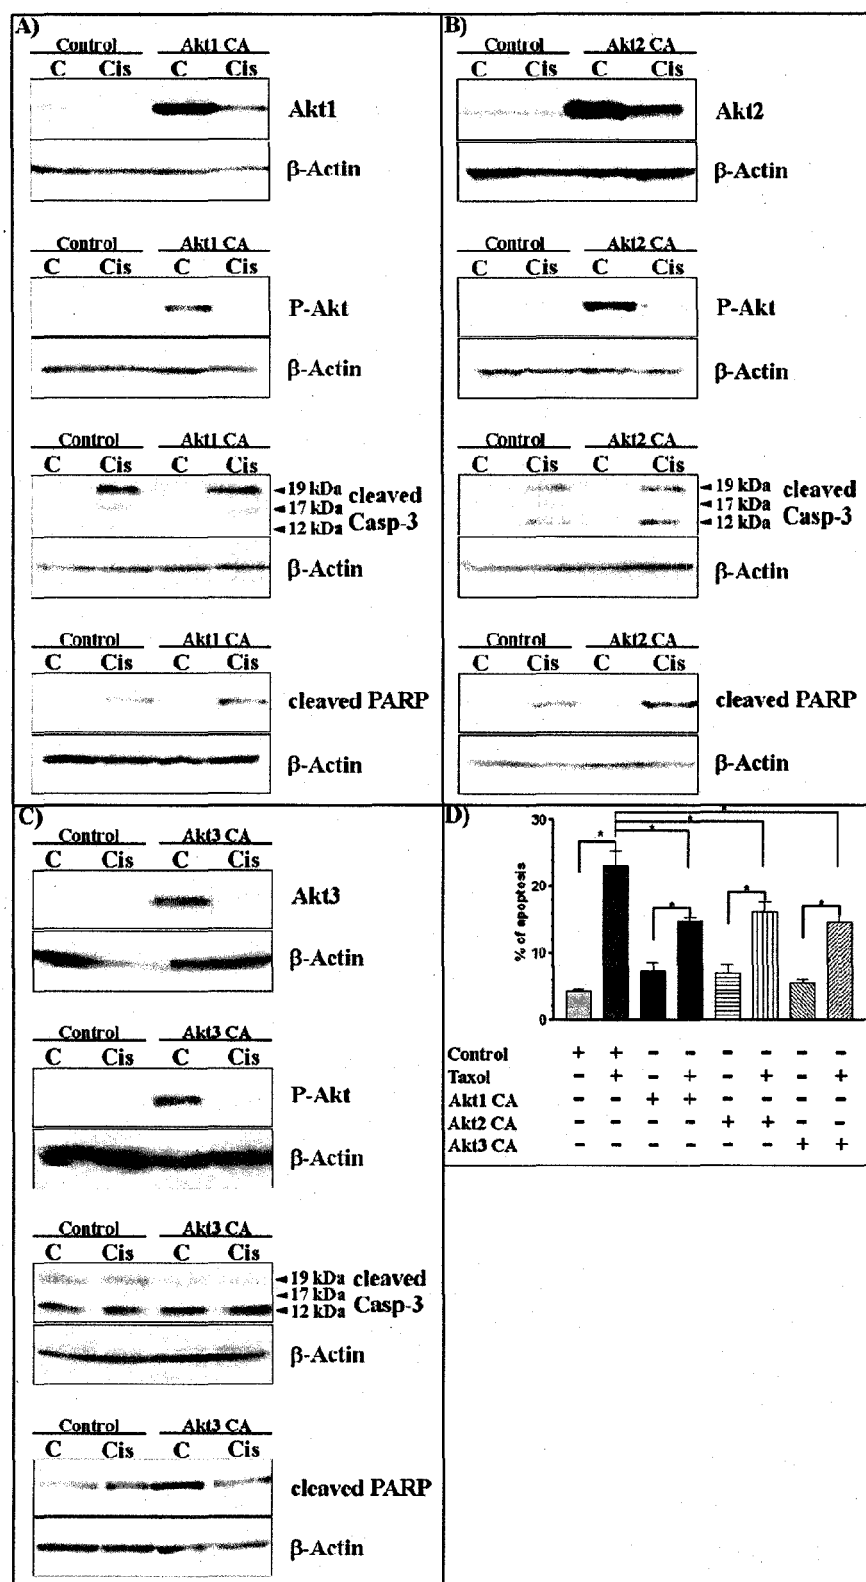 A)
Control Akt1 CA
C Cis C Cis
Akt1
β-Actin
Control Akt1 CA
C Cis C Cis
P-Akt
β-Actin
Control Akt1 CA
C Cis C Cis
19 kDa cleaved
17 kDa
12 kDa Casp-3
β-Actin
Control Akt1 CA
C Cis C Cis
cleaved PARP
β-Actin
B)
Control Akt2 CA
C Cis C Cis
Akt2
β-Actin
Control Akt2 CA
C Cis C Cis
P-Akt
β-Actin
Control Akt2 CA
C Cis C Cis
19 kDa cleaved
17 kDa
12 kDa Casp-3
β-Actin
Control Akt2 CA
C Cis C Cis
cleaved PARP
β-Actin
C)
Control Akt3 CA
C Cis C Cis
Akt3
β-Actin
Control Akt3 CA
C Cis C Cis
P-Akt
β-Actin
Control Akt3 CA
C Cis C Cis
19 kDa cleaved
17 kDa
12 kDa Casp-3
β-Actin
Control Akt3 CA
C Cis C Cis
cleaved PARP
β-Actin
D)
% of apoptosis
30
20
10
0
* * * * * * *
Control + + - - - - - -
Taxol - + - + - + - +
Akt1 CA - - + + - - - -
Akt2 CA - - - - + + - -
Akt3 CA - - - - - - + +